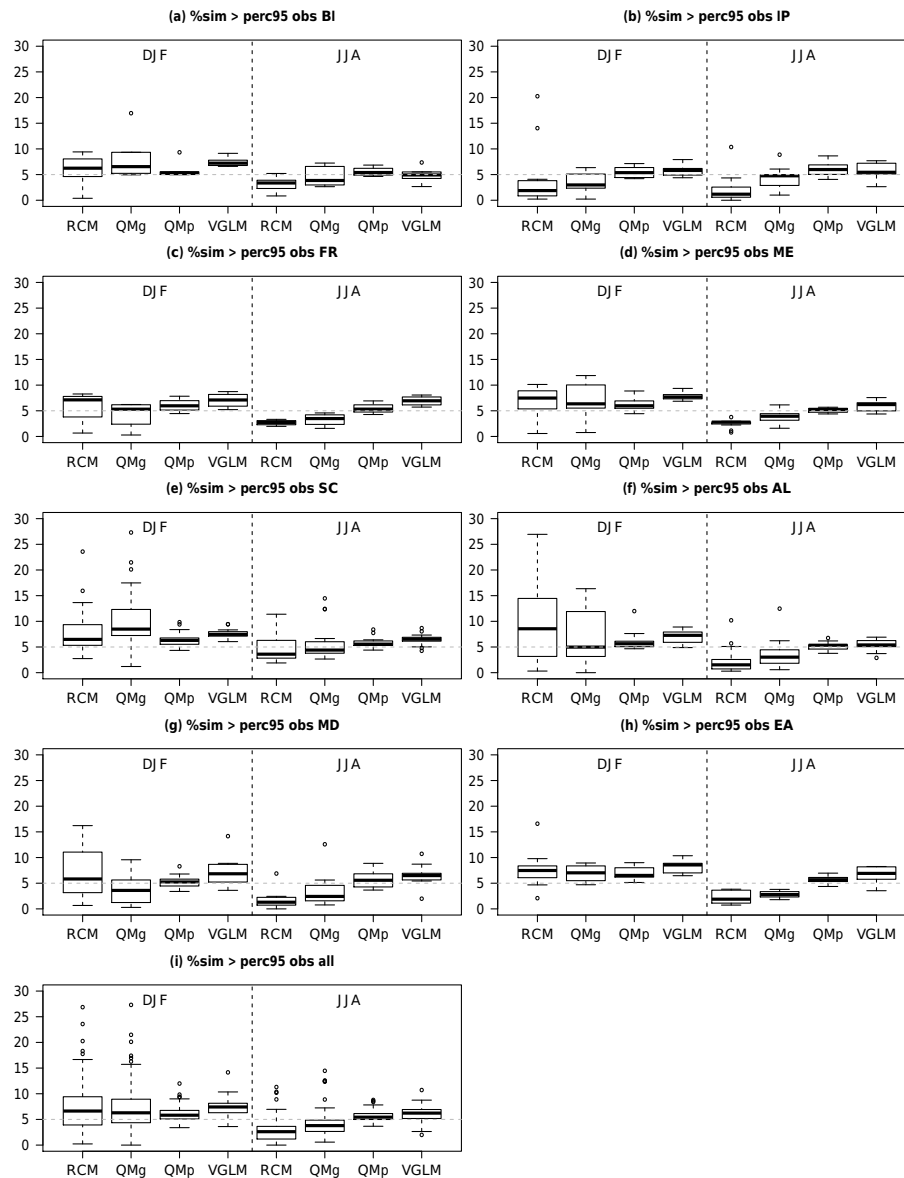 (a) %sim > perc95 obs BI
(b) %sim > perc95 obs IP
30
25
20
15
10
5
0
DJF
JJA
RCM QMg QMp VGLM RCM QMg QMp VGLM
30
25
20
15
10
5
0
DJF
JJA
RCM QMg QMp VGLM RCM QMg QMp VGLM
(c) %sim > perc95 obs FR
(d) %sim > perc95 obs ME
30
25
20
15
10
5
0
DJF
JJA
RCM QMg QMp VGLM RCM QMg QMp VGLM
30
25
20
15
10
5
0
DJF
JJA
RCM QMg QMp VGLM RCM QMg QMp VGLM
(e) %sim > perc95 obs SC
(f) %sim > perc95 obs AL
30
25
20
15
10
5
0
DJF
JJA
RCM QMg QMp VGLM RCM QMg QMp VGLM
30
25
20
15
10
5
0
DJF
JJA
RCM QMg QMp VGLM RCM QMg QMp VGLM
(g) %sim > perc95 obs MD
(h) %sim > perc95 obs EA
30
25
20
15
10
5
0
DJF
JJA
RCM QMg QMp VGLM RCM QMg QMp VGLM
30
25
20
15
10
5
0
DJF
JJA
RCM QMg QMp VGLM RCM QMg QMp VGLM
(i) %sim > perc95 obs all
30
25
20
15
10
5
0
DJF
JJA
RCM QMg QMp VGLM RCM QMg QMp VGLM